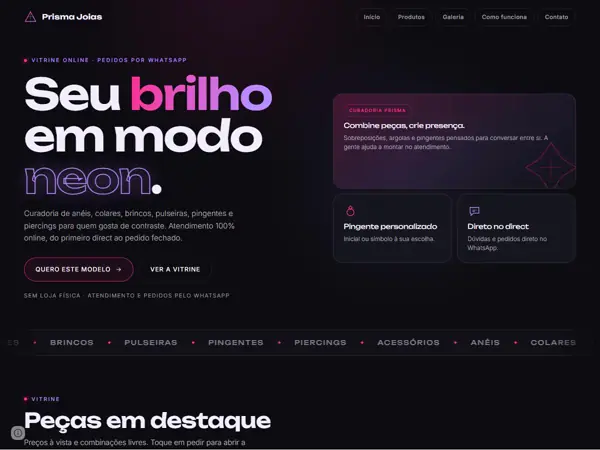 Prisma Joias
Início
Produtos
Galeria
Como funciona
Contato
VITRINE ONLINE · PEDIDOS POR WHATSAPP
Seu brilho
em modo
neon.
Curadoria de anéis, colares, brincos, pulseiras, pingentes e
piercings para quem gosta de contraste. Atendimento 100%
online, do primeiro direct ao pedido fechado.
QUERO ESTE MODELO →
VER A VITRINE
SEM LOJA FÍSICA · ATENDIMENTO E PEDIDOS PELO WHATSAPP
CURADORIA PRISMA
Combine peças, crie presença.
Sobreposições, argolas e pingentes pensados para conversar entre si. A
gente ajuda a montar no atendimento.
Pingente personalizado
Inicial ou símbolo à sua escolha.
Direto no direct
Dúvidas e pedidos direto no
WhatsApp.
ES • BRINCOS • PULSEIRAS • PINGENTES • PIERCINGS • ACESSÓRIOS • ANÉIS • COLARES
VITRINE
Peças em destaque
Preços à vista e combinações livres. Toque em pedir para abrir a